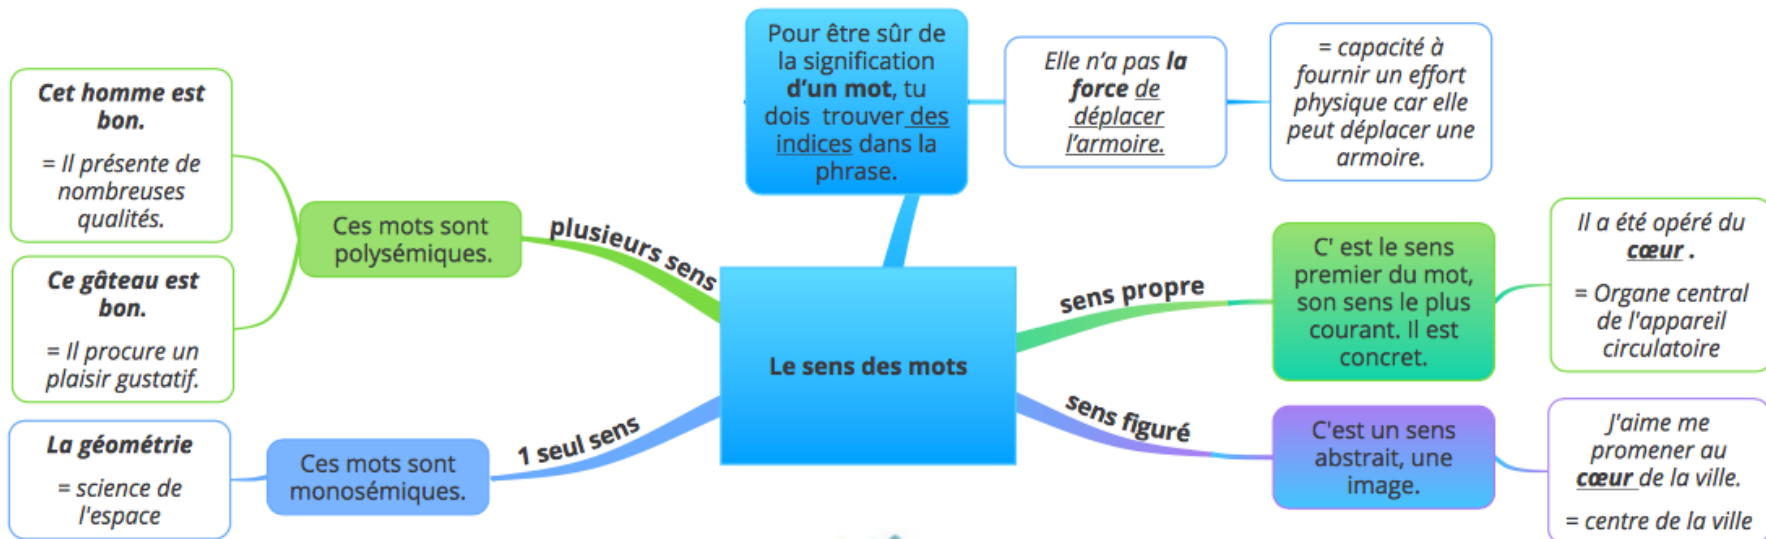 Pour être sûr de
la signification
d'un mot, tu
dois trouver des
indices dans la
phrase.
Elle n'a pas la
force de
déplacer
l'armoire.
= capacité à
fournir un effort
physique car elle
peut déplacer une
armoire.
Cet homme est
bon.
= Il présente de
nombreuses
qualités.
Ce gâteau est
bon.
= Il procure un
plaisir gustatif.
Ces mots sont
polysémiques.
plusieurs sens
La géométrie
= science de
l'espace
Ces mots sont
monosémiques.
1 seul sens
Le sens des mots
sens propre
C' est le sens
premier du mot,
son sens le plus
courant. Il est
concret.
Il a été opéré du
cœur .
= Organe central
de l'appareil
circulatoire
sens figuré
C'est un sens
abstrait, une
image.
J'aime me
promener au
cœur de la ville.
= centre de la ville